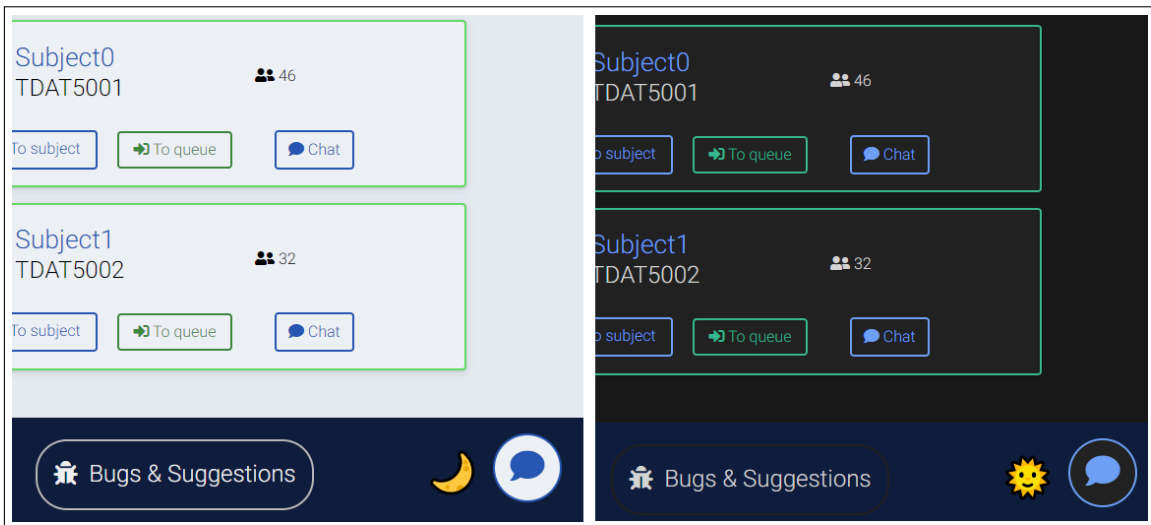 Subject0
TDAT5001
46
To subject
To queue
Chat
Subject1
TDAT5002
32
To subject
To queue
Chat
Bugs & Suggestions
Subject0
TDAT5001
46
o subject
To queue
Chat
Subject1
TDAT5002
32
o subject
To queue
Chat
Bugs & Suggestions